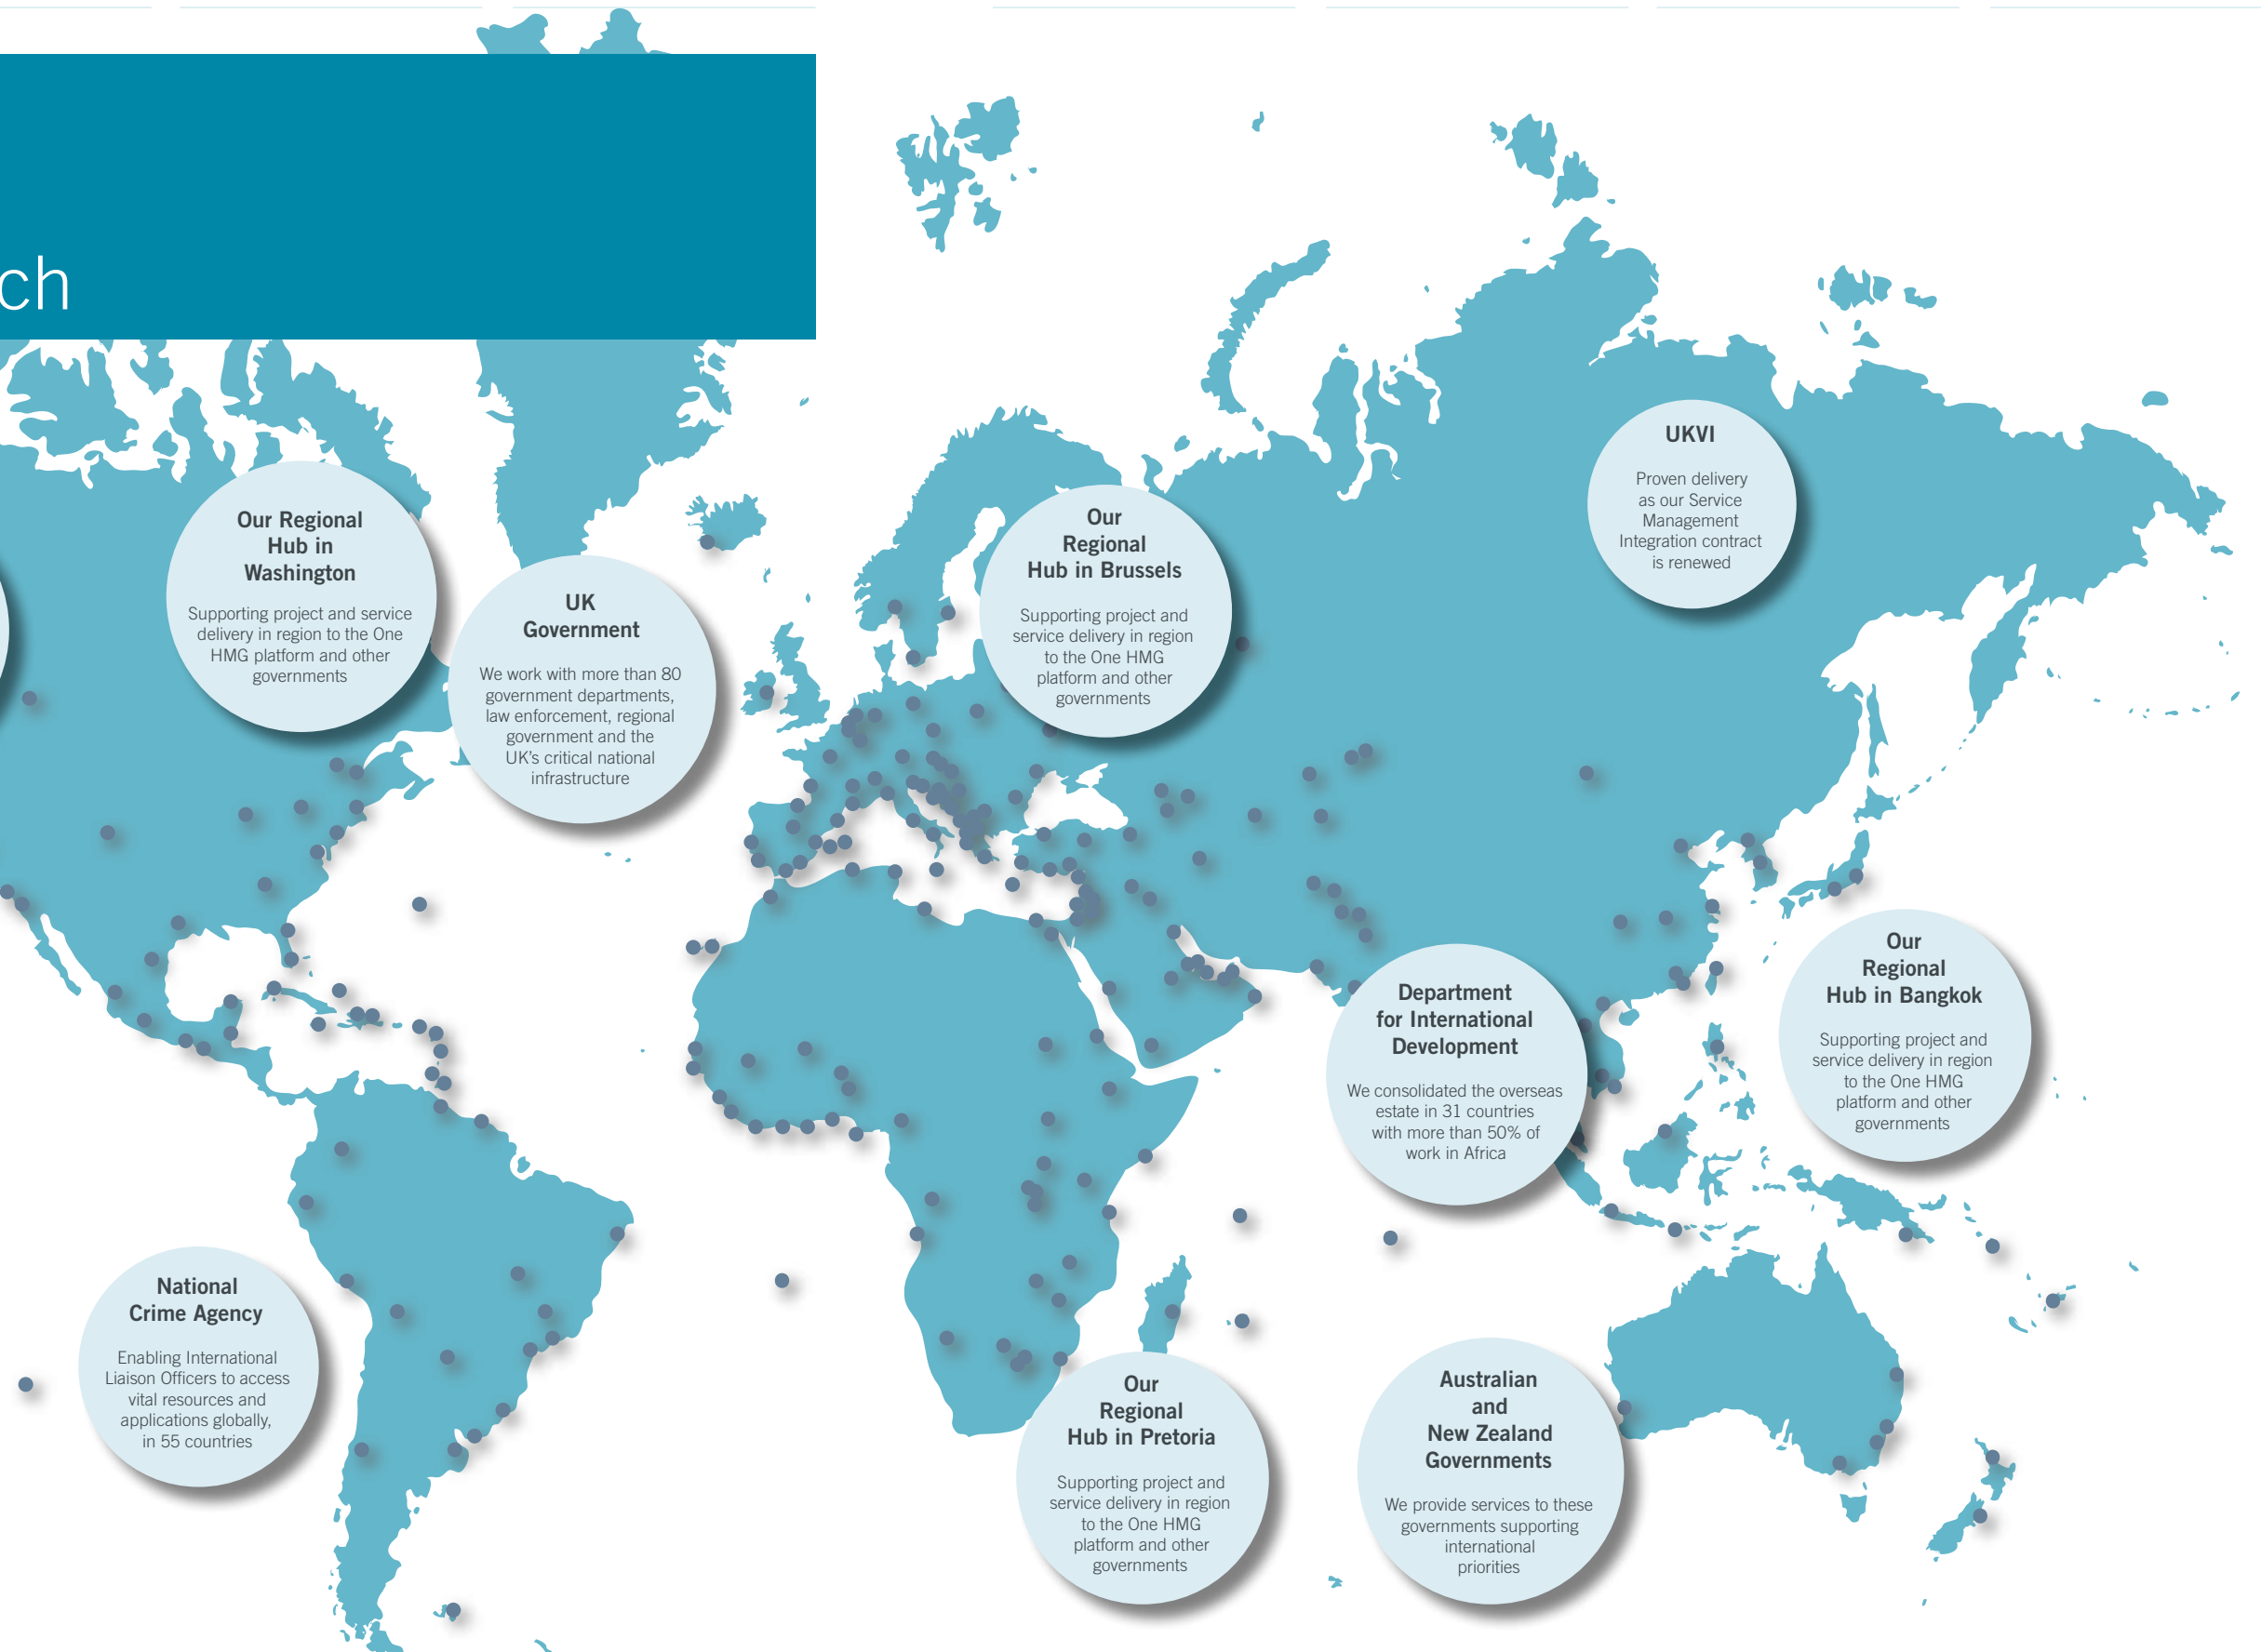 ch
Our Regional
Hub in
Washington
Supporting project and service
delivery in region to the One
HMG platform and other
governments
UK
Government
We work with more than 80
government departments,
law enforcement, regional
government and the
UK's critical national
infrastructure
Our
Regional
Hub in Brussels
Supporting project and
service delivery in region
to the One HMG
platform and other
governments
UKVI
Proven delivery
as our Service
Management
Integration contract
is renewed
Department
for International
Development
We consolidated the overseas
estate in 31 countries
with more than 50% of
work in Africa
Our
Regional
Hub in Bangkok
Supporting project and
service delivery in region
to the One HMG
platform and other
governments
National
Crime Agency
Enabling International
Liaison Officers to access
vital resources and
applications globally,
in 55 countries
Our
Regional
Hub in Pretoria
Supporting project and
service delivery in region
to the One HMG
platform and other
governments
Australian
and
New Zealand
Governments
We provide services to these
governments supporting
international
priorities